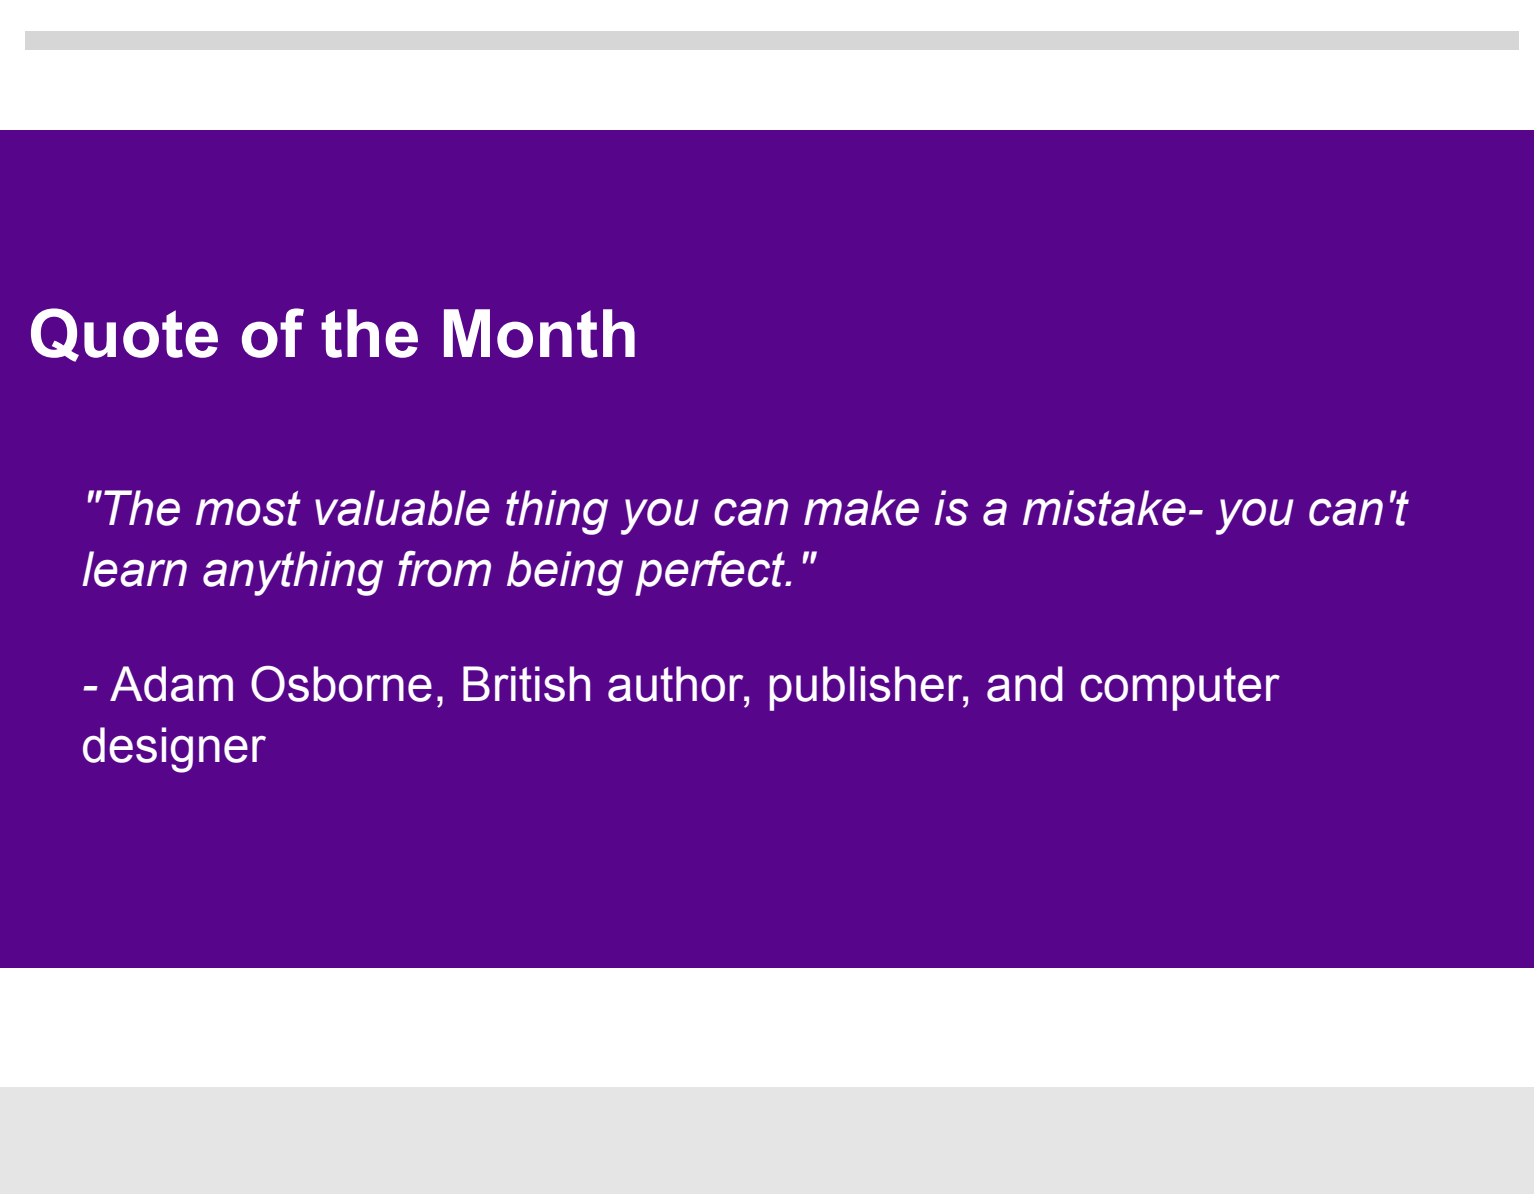 Quote of the Month
"The most valuable thing you can make is a mistake- you can't
learn anything from being perfect."
- Adam Osborne, British author, publisher, and computer
designer